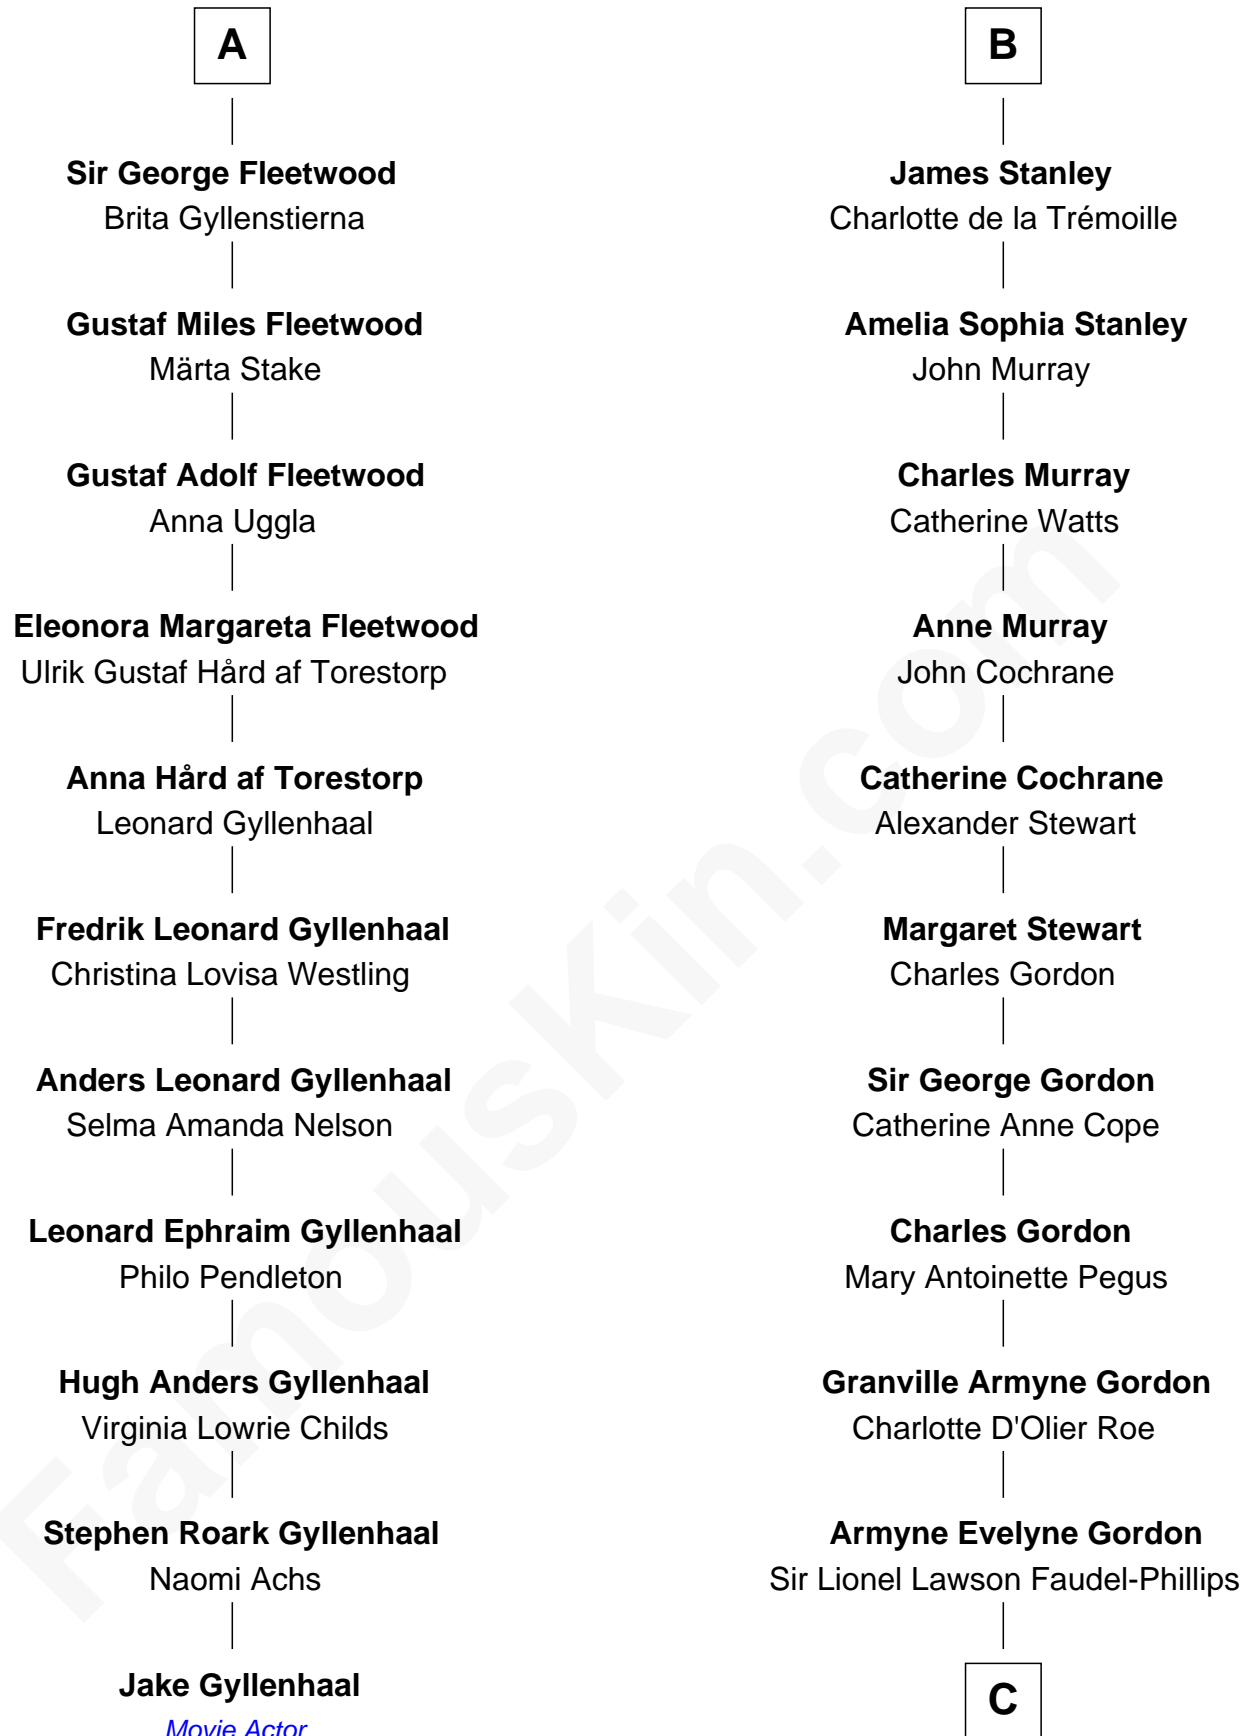 A
Sir George Fleetwood
Brita Gyllenstierna
Gustaf Miles Fleetwood
Märta Stake
Gustaf Adolf Fleetwood
Anna Uggla
Eleonora Margareta Fleetwood
Ulrik Gustaf Hård af Torestorp
Anna Hård af Torestorp
Leonard Gyllenhaal
Fredrik Leonard Gyllenhaal
Christina Lovisa Westling
Anders Leonard Gyllenhaal
Selma Amanda Nelson
Leonard Ephraim Gyllenhaal
Philo Pendleton
Hugh Anders Gyllenhaal
Virginia Lowrie Childs
Stephen Roark Gyllenhaal
Naomi Achs
Jake Gyllenhaal
Movie Actor
B
James Stanley
Charlotte de la Trémoille
Amelia Sophia Stanley
John Murray
Charles Murray
Catherine Watts
Anne Murray
John Cochrane
Catherine Cochrane
Alexander Stewart
Margaret Stewart
Charles Gordon
Sir George Gordon
Catherine Anne Cope
Charles Gordon
Mary Antoinette Pegus
Granville Armyne Gordon
Charlotte D'Olier Roe
Armyne Evelyne Gordon
Sir Lionel Lawson Faudel-Phillips
C
FamousKin.com